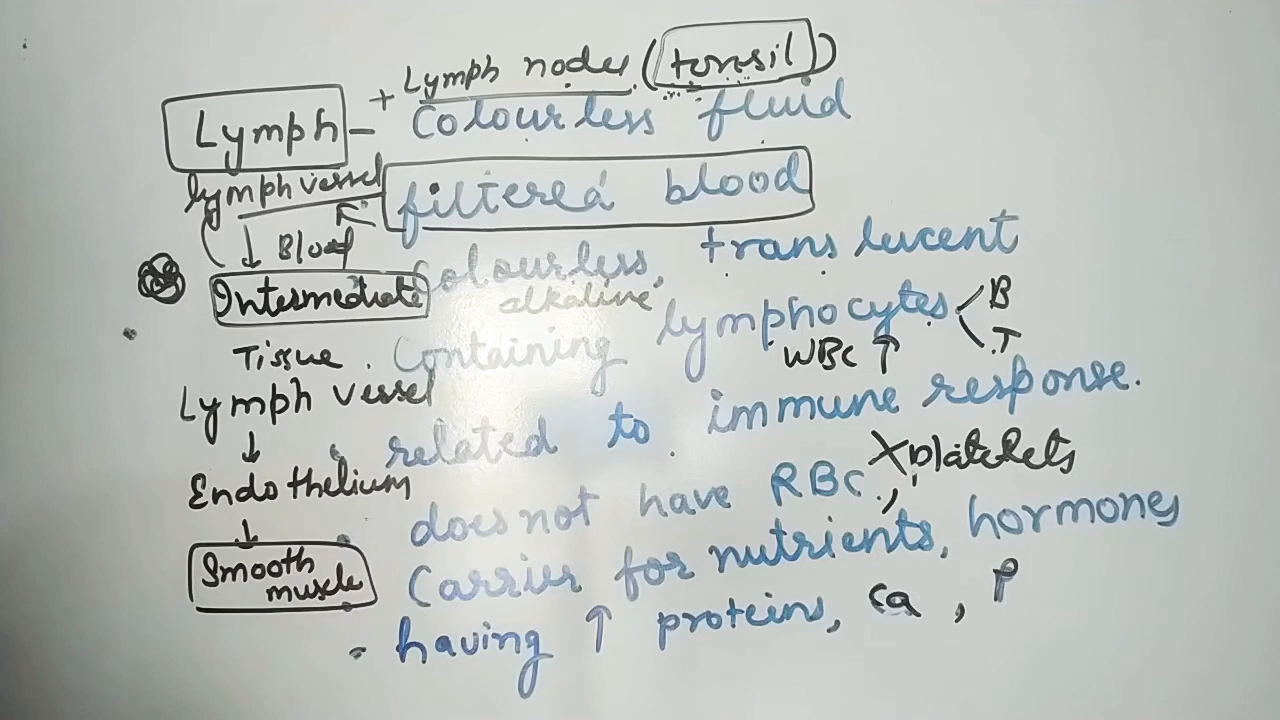 + Lymph nodes (tonsil)
Lymph – Colourless fluid
lymph vessel filtered blood
↓ Blood
Intermediate Colourless, translucent
alkaline
Tissue . Containing lymphocytes B
WBC ↑ T
Lymph vessel
• related to immune response.
↓
Endothelium
• does not have RBC., X platelets
↓
Smooth muscle
• Carrier for nutrients, hormones
• having ↑ proteins, Ca, P